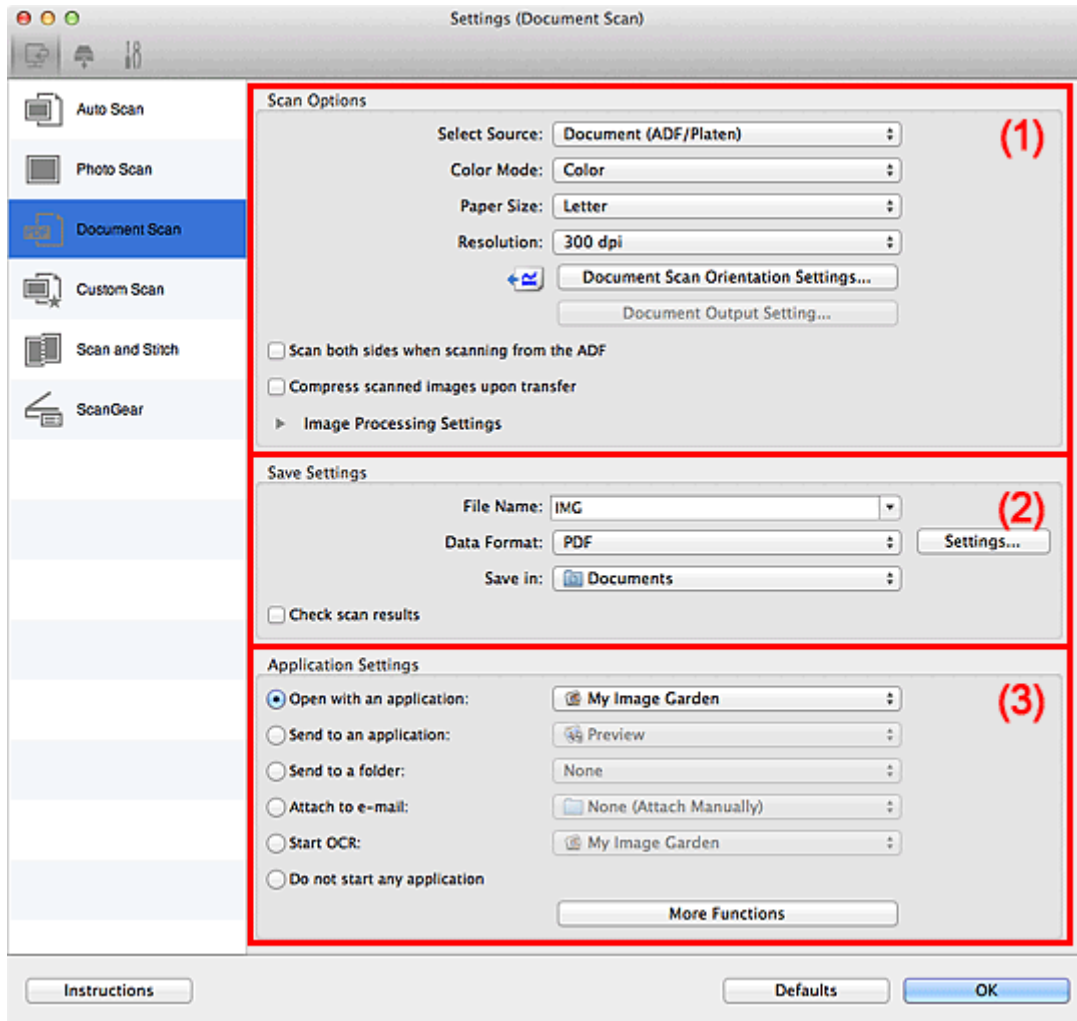 Settings (Document Scan)
Auto Scan
Photo Scan
PDF
Document Scan
Custom Scan
Scan and Stitch
ScanGear
Scan Options
(1)
Select Source: Document (ADF/Platen)
Color Mode: Color
Paper Size: Letter
Resolution: 300 dpi
Document Scan Orientation Settings...
Document Output Setting...
Scan both sides when scanning from the ADF
Compress scanned images upon transfer
Image Processing Settings
Save Settings
(2)
File Name: IMG
Data Format: PDF Settings...
Save in: Documents
Check scan results
Application Settings
(3)
Open with an application: My Image Garden
Send to an application: Preview
Send to a folder: None
Attach to e-mail: None (Attach Manually)
Start OCR: My Image Garden
Do not start any application
More Functions
Instructions Defaults OK